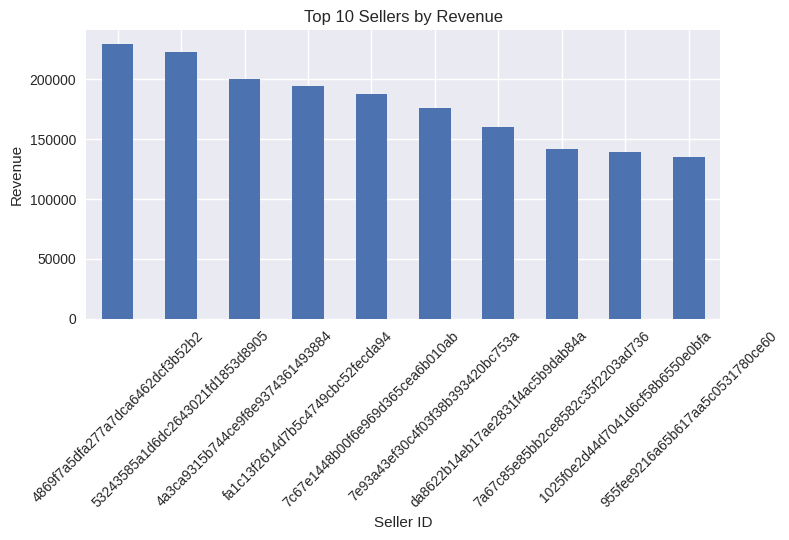 Top 10 Sellers by Revenue
Revenue
200000
150000
100000
50000
0
4869f7a5dfa277a7dca6462dcf3b52b2
53243585a1d6dc2643021fd1853d8905
4a3ca9315b744ce9f8e9374361493884
fa1c13f2614d7b5c4749cbc52fecda94
7c67e1448b00f6e969d365cea6b010ab
7e93a43ef30c4f03f38b393420bc753a
da8622b14eb17ae2831f4ac5b9dab84a
7a67c85e85bb2ce8582c35f2203ad736
1025f0e2d44d7041d6cf58b6550e0bfa
955fee9216a65b617aa5c0531780ce60
Seller ID